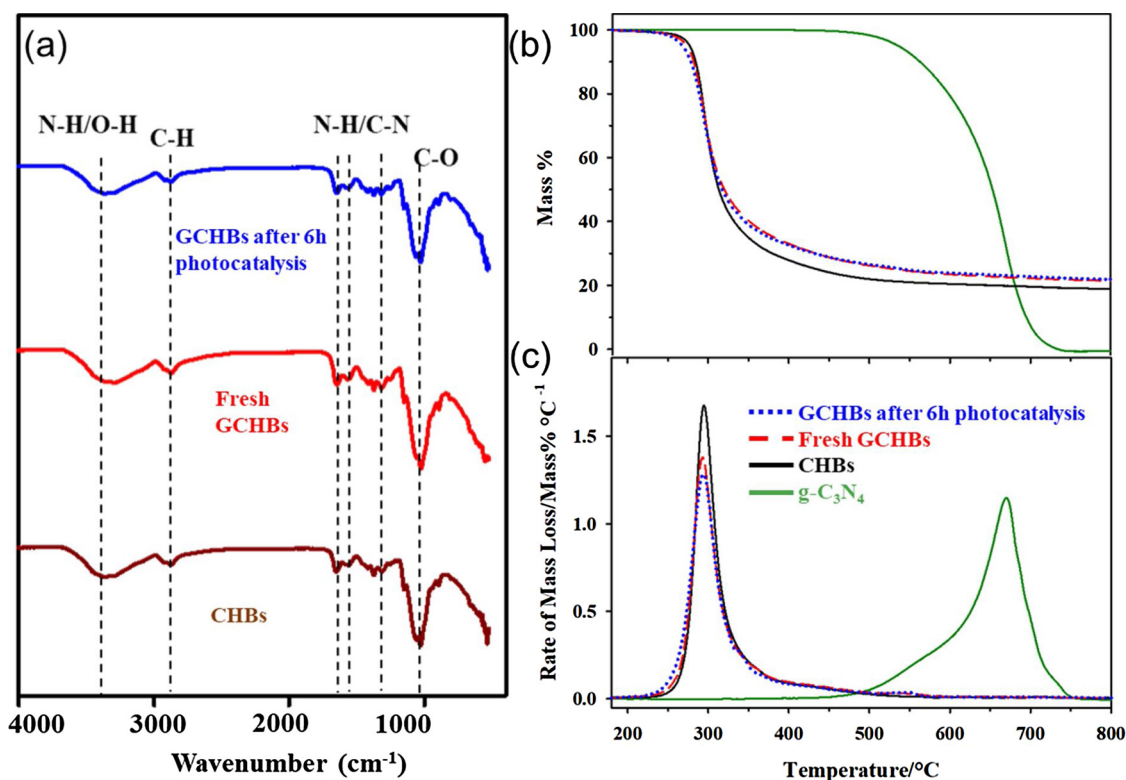 (a)
N-H/O-H
C-H
N-H/C-N
C-O
GCHBs after 6h
photocatalysis
Fresh
GCHBs
CHBs
4000 3000 2000 1000
Wavenumber (cm⁻¹)
(b)
Mass %
100
80
60
40
20
0
(c)
Rate of Mass Loss/Mass% °C⁻¹
1.5
1.0
0.5
0.0
GCHBs after 6h photocatalysis
Fresh GCHBs
CHBs
g-C₃N₄
200 300 400 500 600 700 800
Temperature/°C